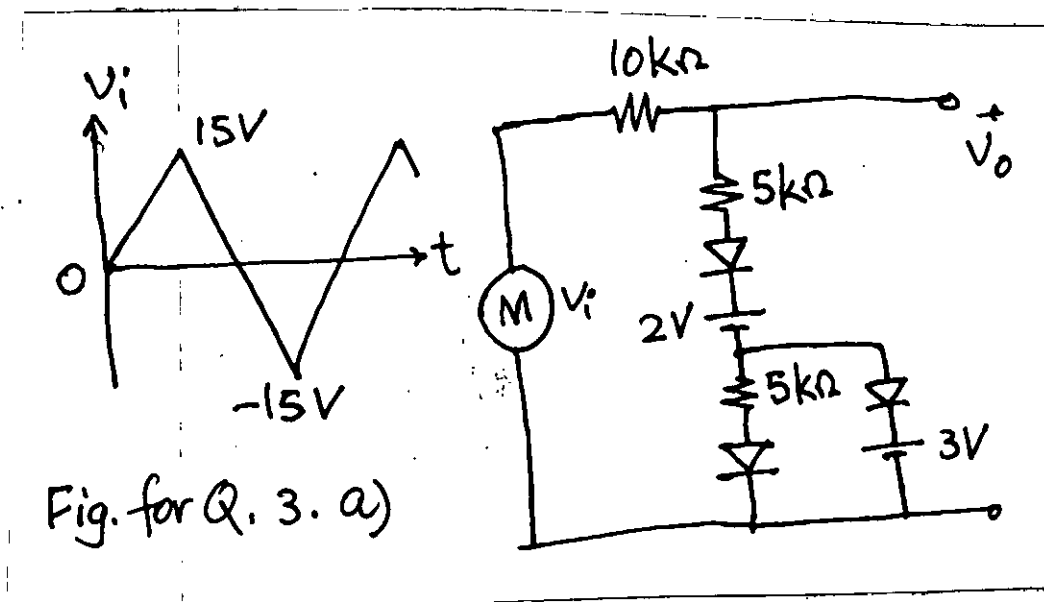 vi
15V
0
t
-15V
10kΩ
vo
+
5kΩ
M
vi
2V
5kΩ
3V
Fig. for Q. 3. a)